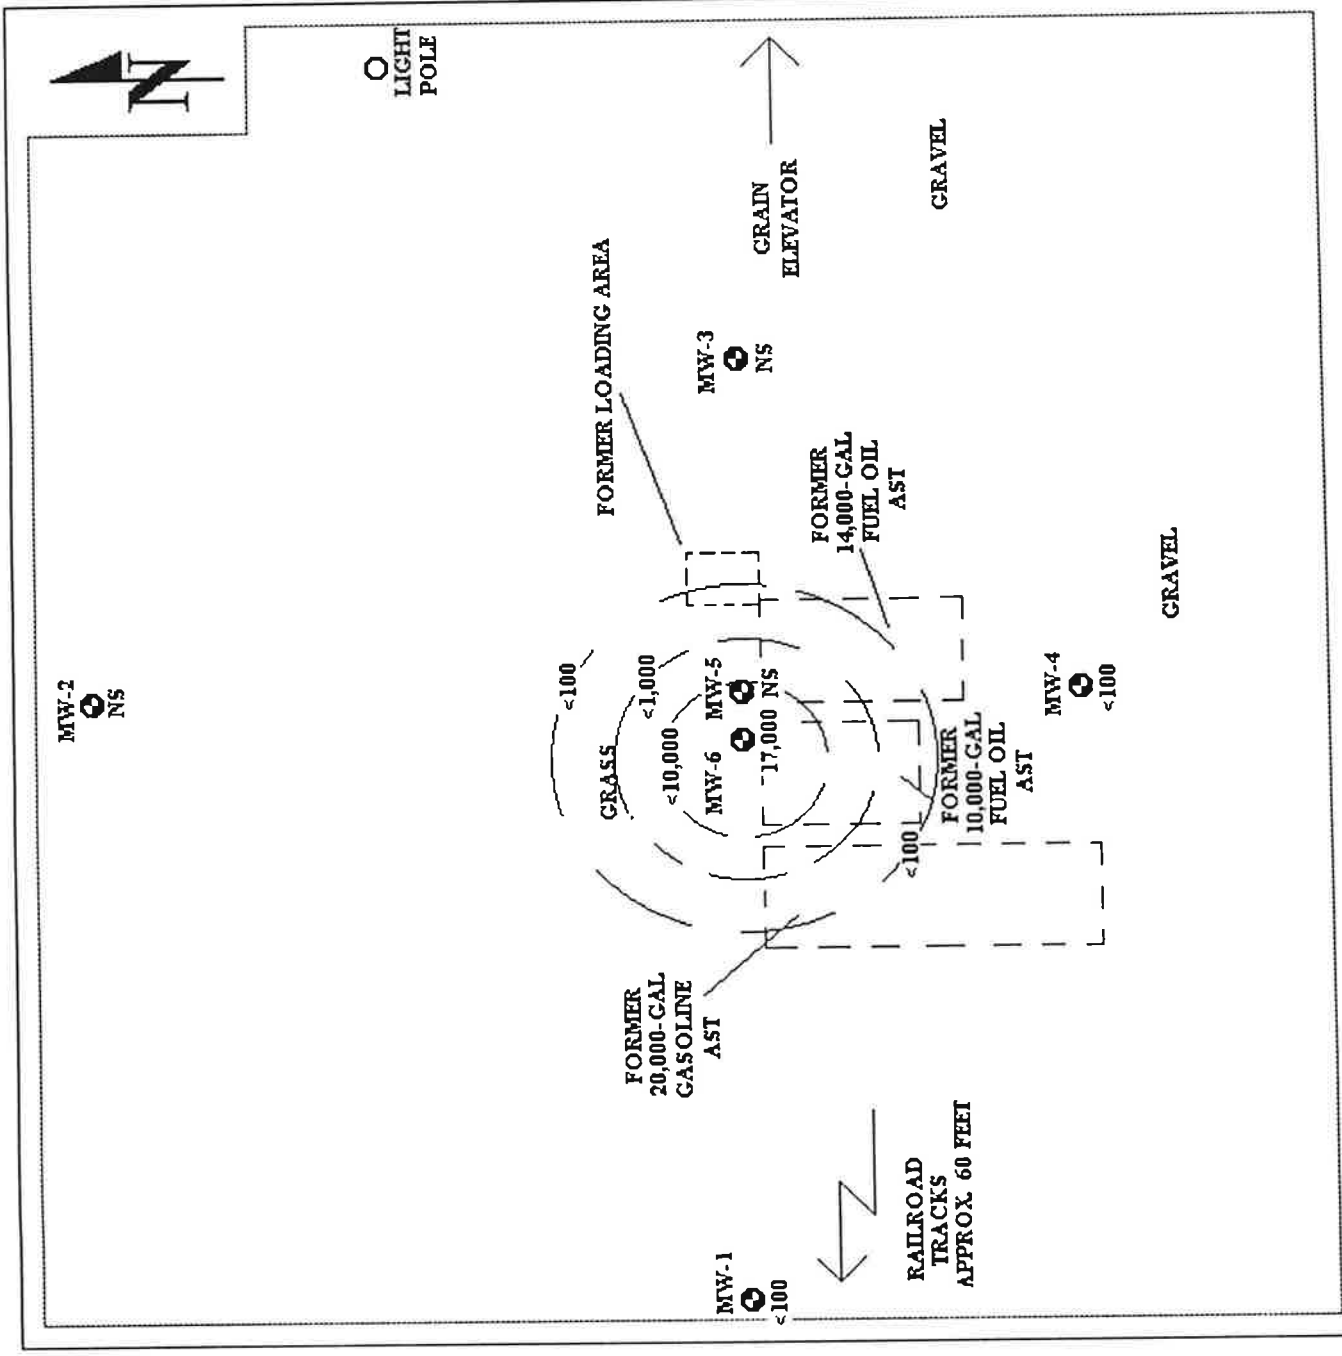 N
LIGHT
POLE
MW-2
NS
GRAIN
ELEVATOR
GRAVEL
FORMER LOADING AREA
MW-3
NS
FORMER
14,000-GAL
FUEL OIL
AST
GRAVEL
<100
<1,000
<10,000
GRASS
MW-5
NS
MW-6
17,000
MW-4
<100
FORMER
10,000-GAL
FUEL OIL
AST
<100
FORMER
20,000-GAL
GASOLINE
AST
RAILROAD
TRACKS
APPROX. 60 FEET
MW-1
<100